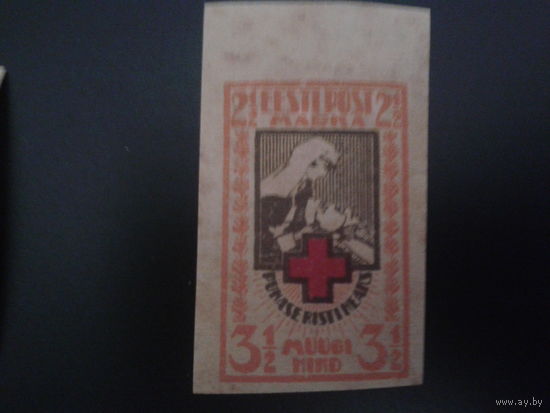 2½ EESTI POST 2½
MARKA
PUNASE RISTI HEAKS
3½ MÜÜGI 3½
HIND
www.ay.by